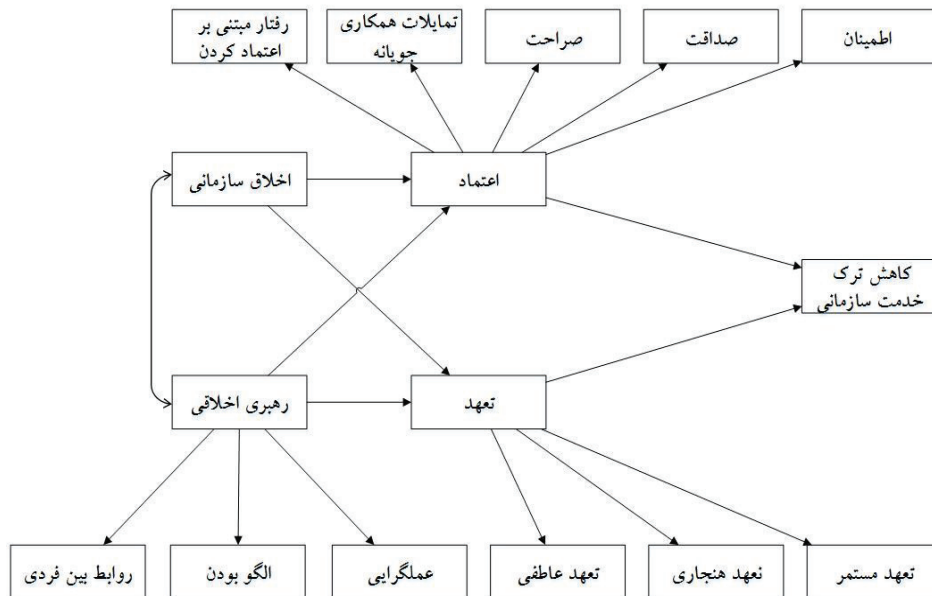 اطمینان
صداقت
صراحت
تمایلات همکاری
جویانه
رفتار مبتنی بر
اعتماد کردن
اخلاق سازمانی
اعتماد
کاهش ترک
خدمت سازمانی
رهبری اخلاقی
تعهد
تعهد مستمر
تعهد هنجاری
تعهد عاطفی
عملگرایی
الگو بودن
روابط بین فردی